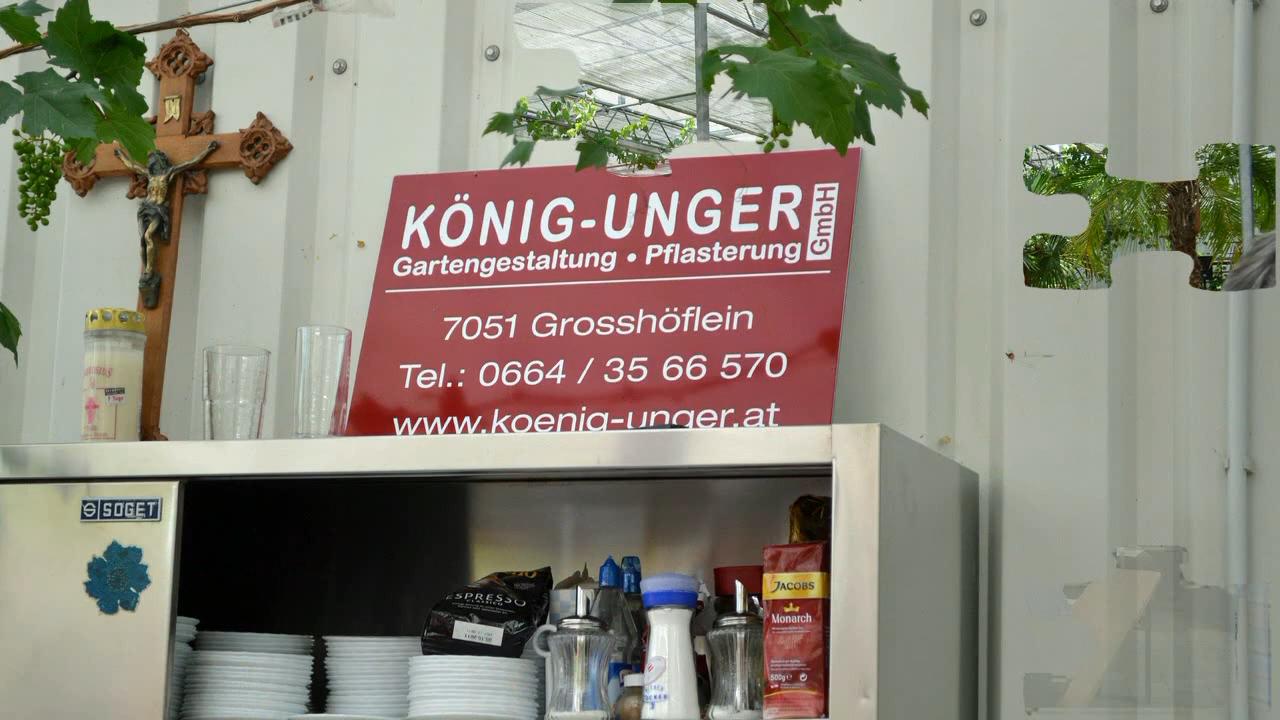 KÖNIG-UNGER GmbH
Gartengestaltung • Pflasterung
7051 Grosshöflein
Tel.: 0664 / 35 66 570
www.koenig-unger.at
SOGET
ESPRESSO
CLASSICO
JACOBS
Monarch
500g